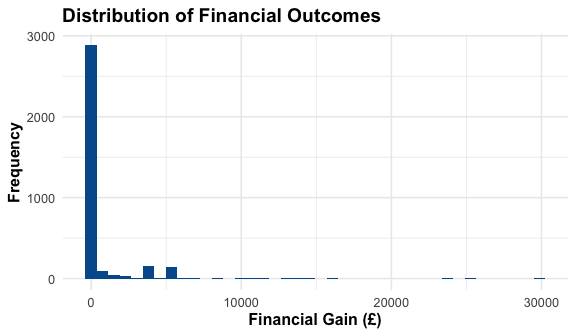 Distribution of Financial Outcomes
3000
2000
1000
0
Frequency
0 10000 20000 30000
Financial Gain (£)